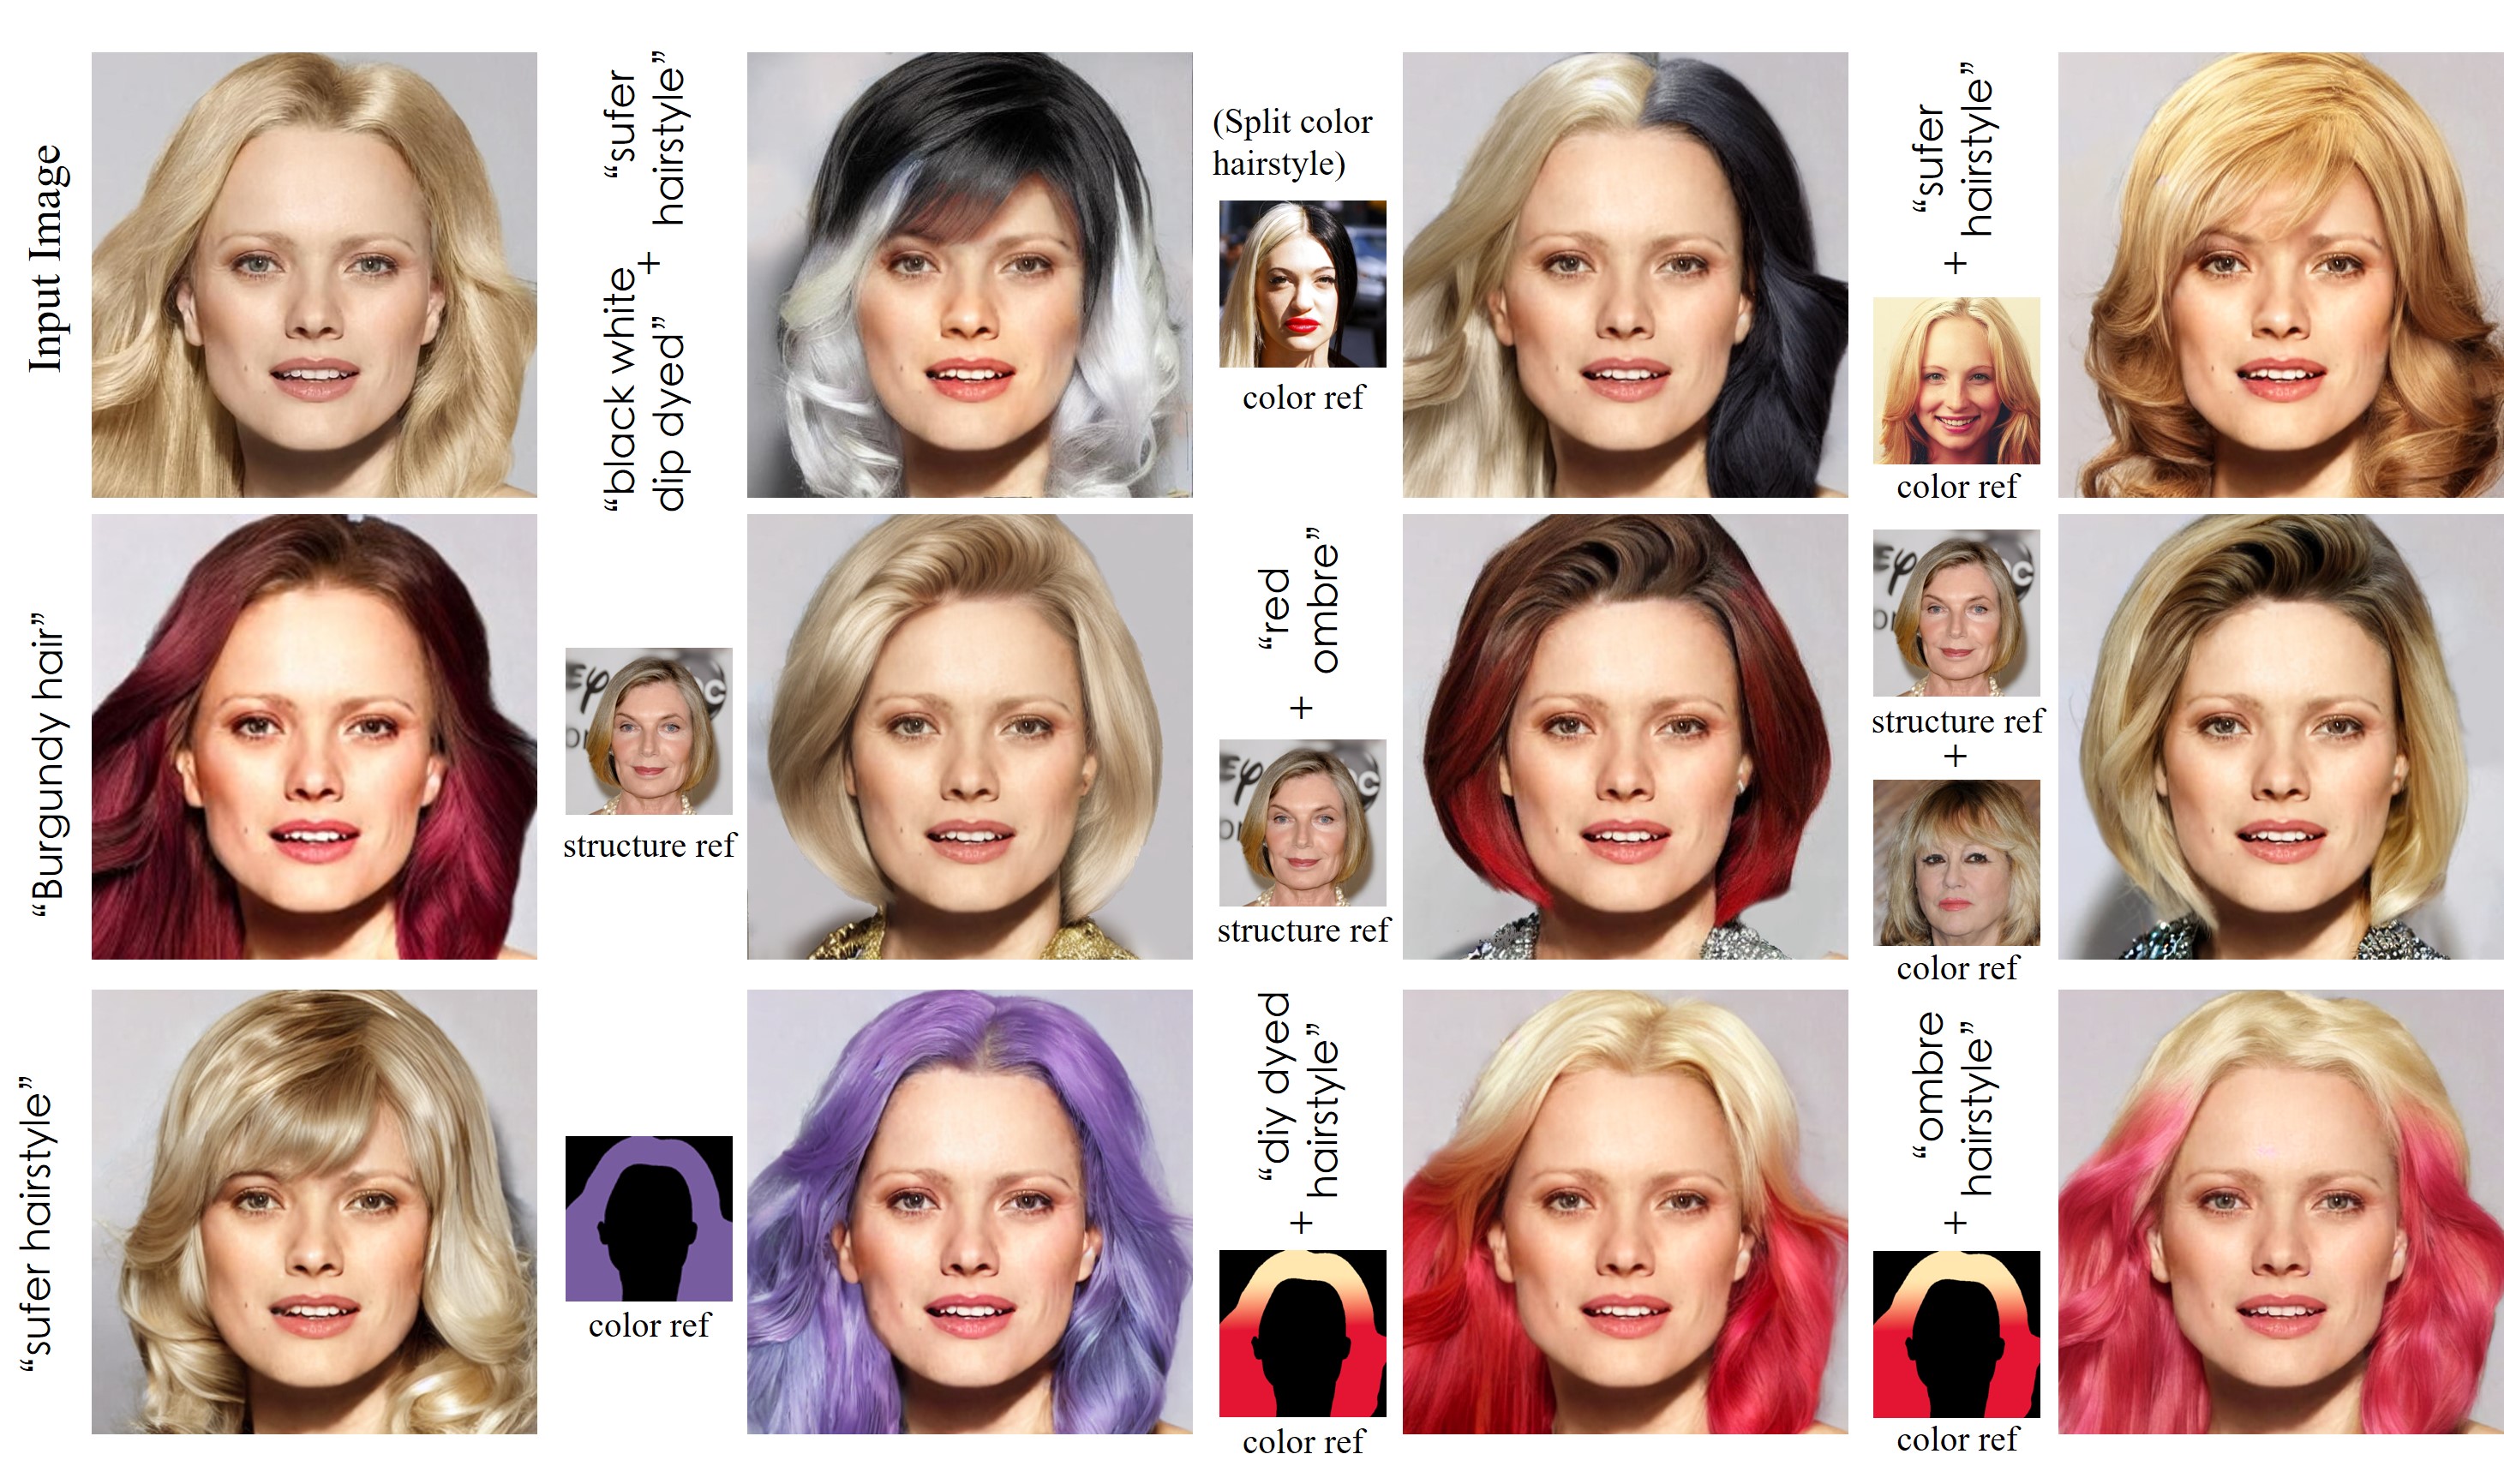 Input Image
“black white
dip dyed”
+
“sufer
hairstyle”
(Split color
hairstyle)
color ref
“sufer
hairstyle”
+
color ref
“Burgundy hair”
structure ref
“red
ombre”
+
structure ref
structure ref
+
color ref
“sufer hairstyle”
color ref
“diy dyed
hairstyle”
+
color ref
“ombre
hairstyle”
+
color ref